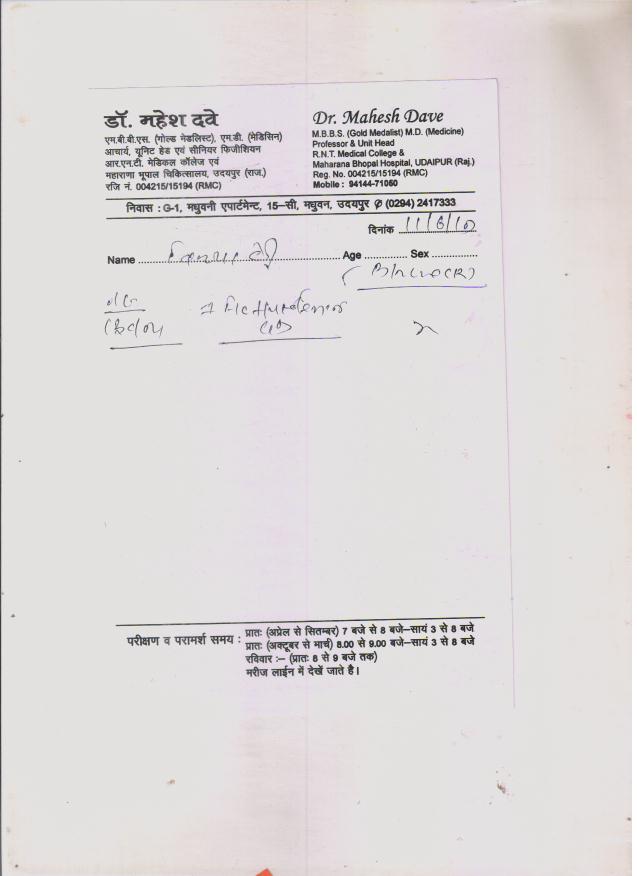 डॉ. महेश दवे
एम.बी.बी.एस. (गोल्ड मेडलिस्ट), एम.डी. (मेडिसिन)
आचार्य, यूनिट हेड एवं सीनियर फिजीशियन
आर.एन.टी. मेडिकल कॉलेज एवं
महाराणा भूपाल चिकित्सालय, उदयपुर (राज.)
रजि नं. 004215/15194 (RMC)
Dr. Mahesh Dave
M.B.B.S. (Gold Medalist) M.D. (Medicine)
Professor & Unit Head
R.N.T. Medical College &
Maharana Bhopal Hospital, UDAIPUR (Raj.)
Reg. No. 004215/15194 (RMC)
Mobile : 94144-71060
निवास : G-1, मधुवनी एपार्टमेन्ट, 15–सी, मधुवन, उदयपुर ✆ (0294) 2417333
दिनांक
Name Age Sex
परीक्षण व परामर्श समय : प्रातः (अप्रेल से सितम्बर) 7 बजे से 8 बजे–सायं 3 से 8 बजे
प्रातः (अक्टूबर से मार्च) 8.00 से 9.00 बजे–सायं 3 से 8 बजे
रविवार :– (प्रातः 8 से 9 बजे तक)
मरीज लाईन में देखें जाते है।